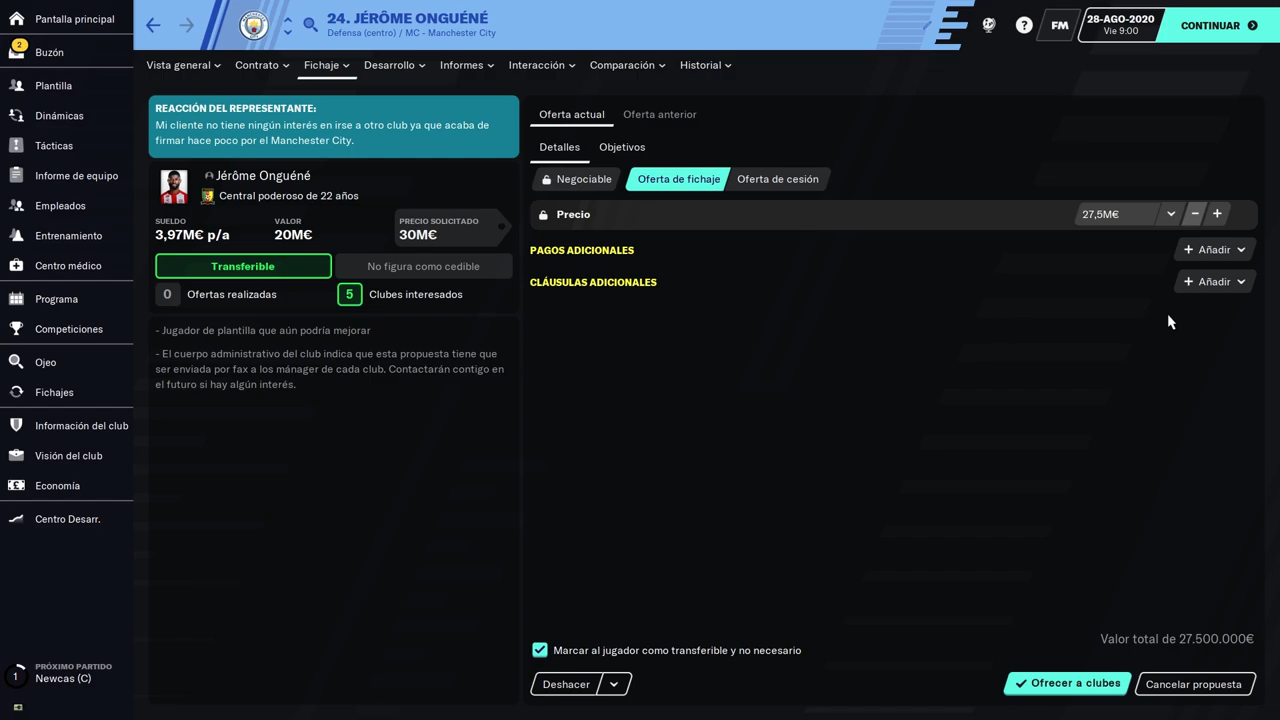 Pantalla principal
2
Buzón
Plantilla
Dinámicas
Tácticas
Informe de equipo
Empleados
Entrenamiento
Centro médico
Programa
Competiciones
Ojeo
Fichajes
Información del club
Visión del club
Economía
Centro Desarr.
1
PRÓXIMO PARTIDO
Newcas (C)
24. JÉRÔME ONGUÉNÉ
Defensa (centro) / MC - Manchester City
FM
28-AGO-2020
Vie 9:00
CONTINUAR
Vista general
Contrato
Fichaje
Desarrollo
Informes
Interacción
Comparación
Historial
REACCIÓN DEL REPRESENTANTE:
Mi cliente no tiene ningún interés en irse a otro club ya que acaba de
firmar hace poco por el Manchester City.
Jérôme Onguéné
Central poderoso de 22 años
SUELDO
3,97M€ p/a
VALOR
20M€
PRECIO SOLICITADO
30M€
Transferible
No figura como cedible
0 Ofertas realizadas
5 Clubes interesados
- Jugador de plantilla que aún podría mejorar
- El cuerpo administrativo del club indica que esta propuesta tiene que
ser enviada por fax a los mánager de cada club. Contactarán contigo en
el futuro si hay algún interés.
Oferta actual
Oferta anterior
Detalles
Objetivos
Negociable
Oferta de fichaje
Oferta de cesión
Precio
27,5M€
PAGOS ADICIONALES
+ Añadir
CLÁUSULAS ADICIONALES
+ Añadir
Valor total de 27.500.000€
Marcar al jugador como transferible y no necesario
Deshacer
Ofrecer a clubes
Cancelar propuesta